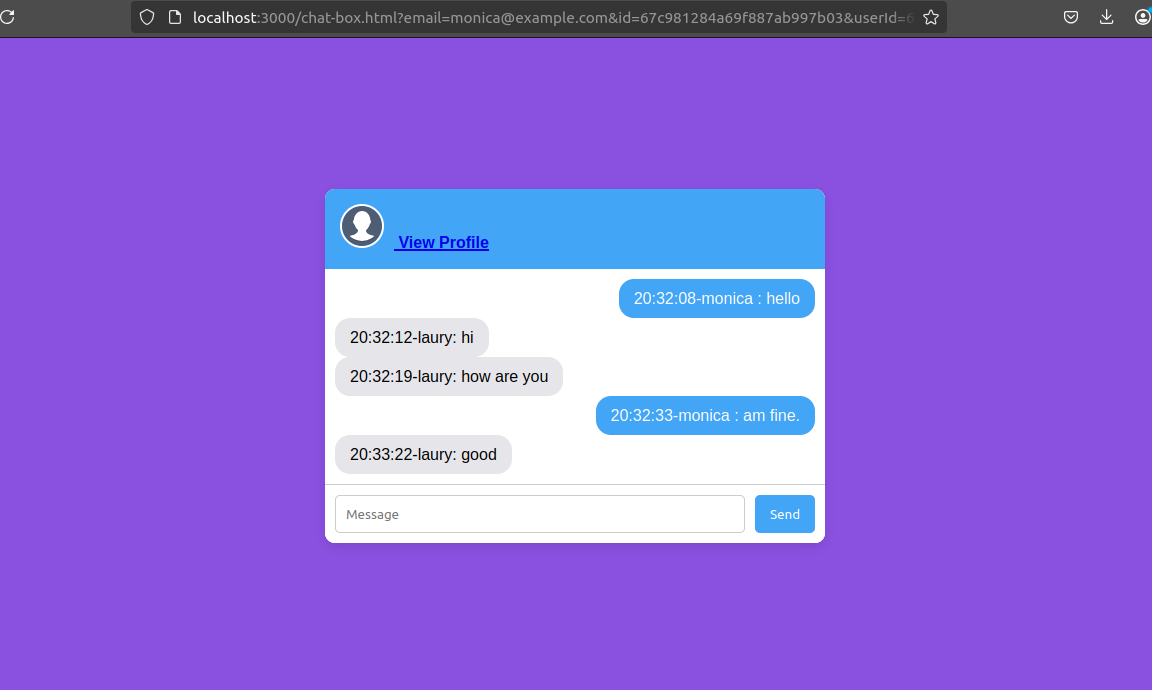 localhost:3000/chat-box.html?email=monica@example.com&id=67c981284a69f887ab997b03&userId=6
View Profile
20:32:08-monica : hello
20:32:12-laury: hi
20:32:19-laury: how are you
20:32:33-monica : am fine.
20:33:22-laury: good
Message
Send